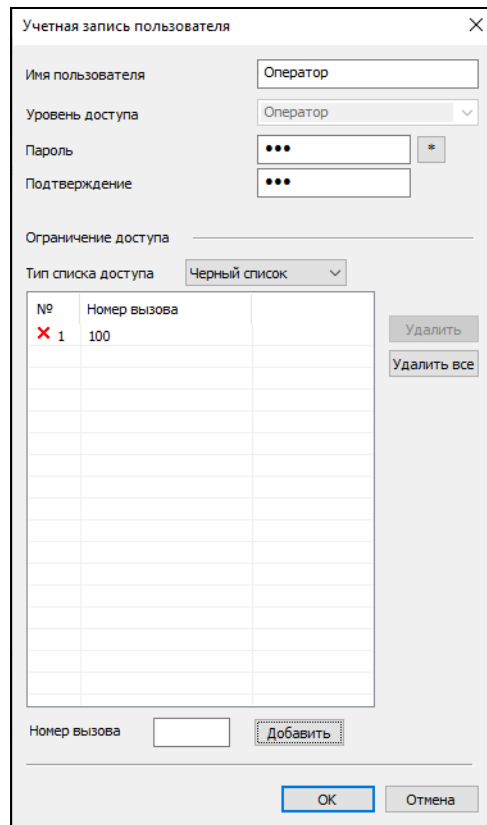 Учетная запись пользователя
Имя пользователя Оператор
Уровень доступа Оператор
Пароль ●●● *
Подтверждение ●●●
Ограничение доступа
Тип списка доступа Черный список
№ Номер вызова
1 100
Удалить
Удалить все
Номер вызова Добавить
OK Отмена